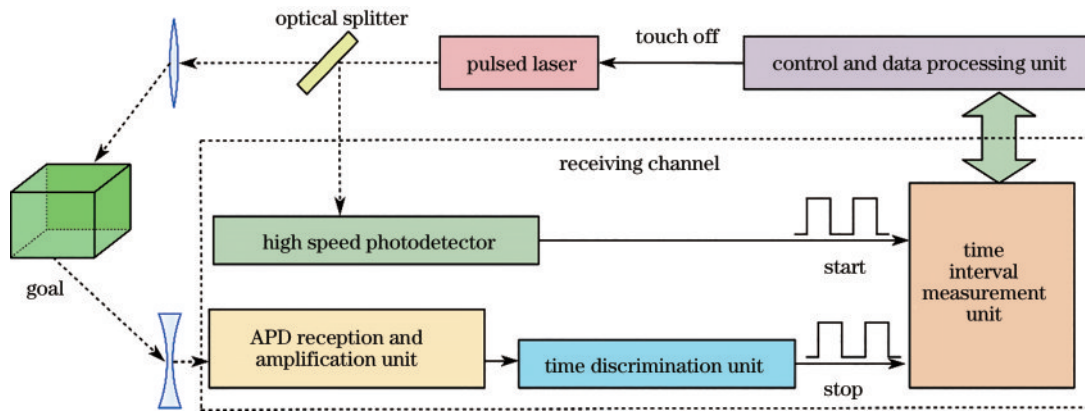 optical splitter
touch off
pulsed laser
control and data processing unit
receiving channel
high speed photodetector
start
time
interval
measurement
unit
goal
APD reception and
amplification unit
time discrimination unit
stop